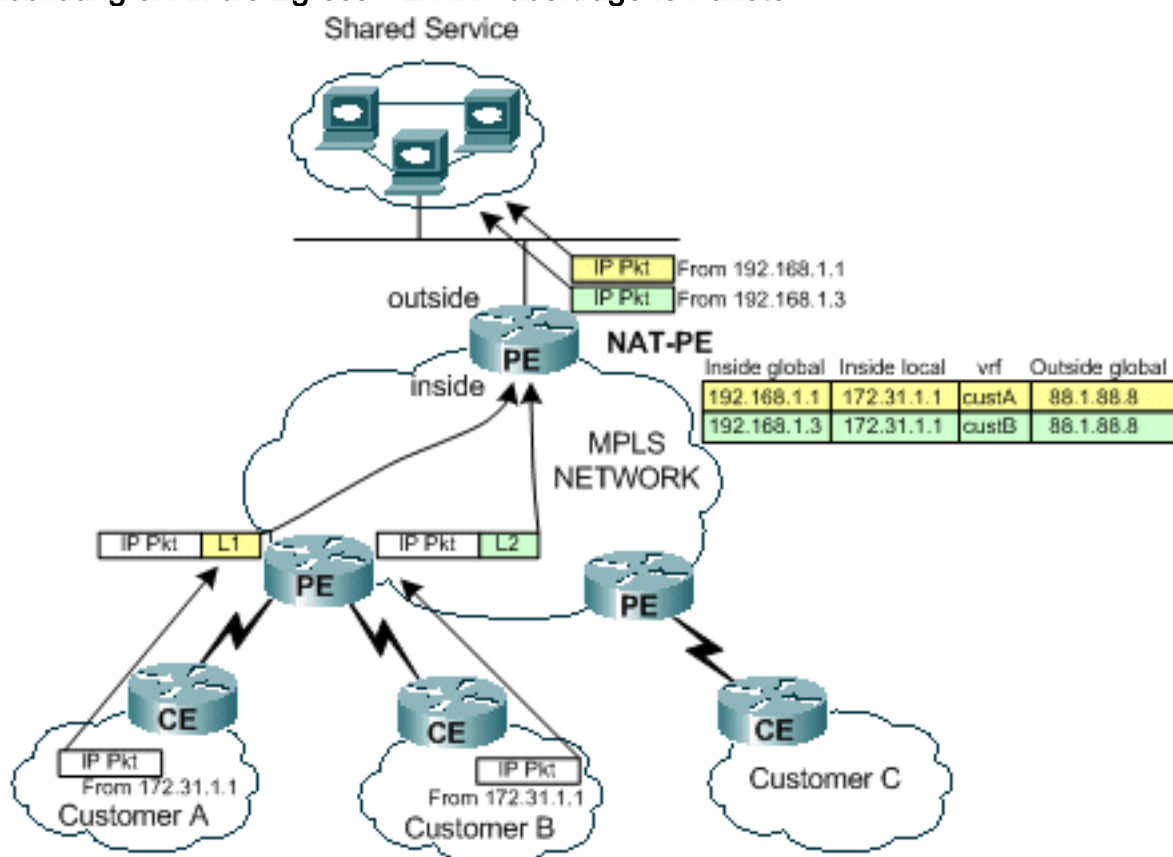 Shared Service
IP Pkt From 192.168.1.1
IP Pkt From 192.168.1.3
outside
PE
NAT-PE
inside
Inside global Inside local vrf Outside global
192.168.1.1 172.31.1.1 custA 88.1.88.8
192.168.1.3 172.31.1.1 custB 88.1.88.8
MPLS
NETWORK
IP Pkt L1
IP Pkt L2
PE
PE
CE
CE
CE
IP Pkt
From 172.31.1.1
Customer A
IP Pkt
From 172.31.1.1
Customer B
Customer C